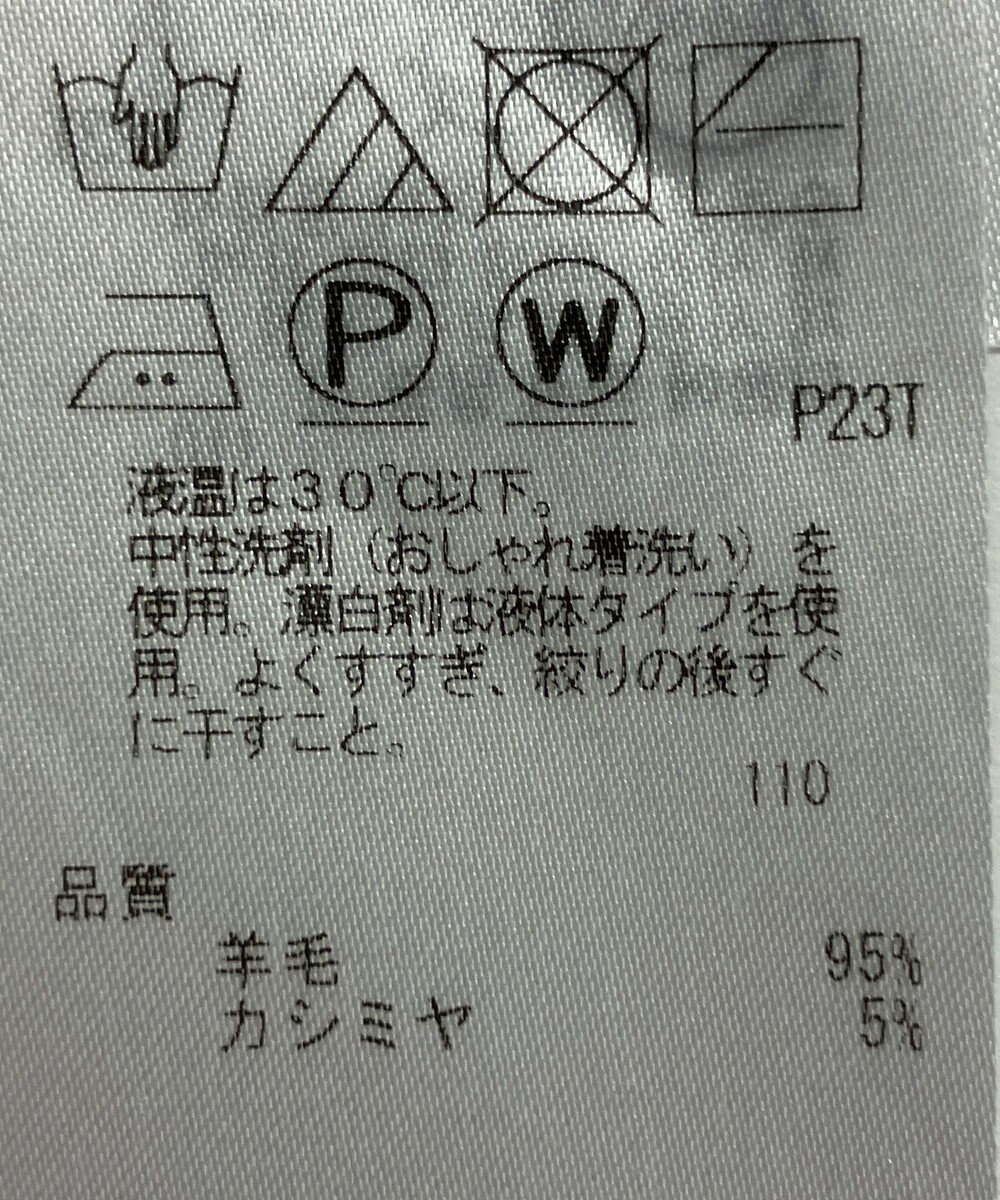 P
W
P23T
液温は30℃以下。
中性洗剤(おしゃれ着洗い)を
使用。漂白剤は液体タイプを使
用。よくすすぎ、絞りの後すぐ
に干すこと。
110
品質
羊毛 95%
カシミヤ 5%